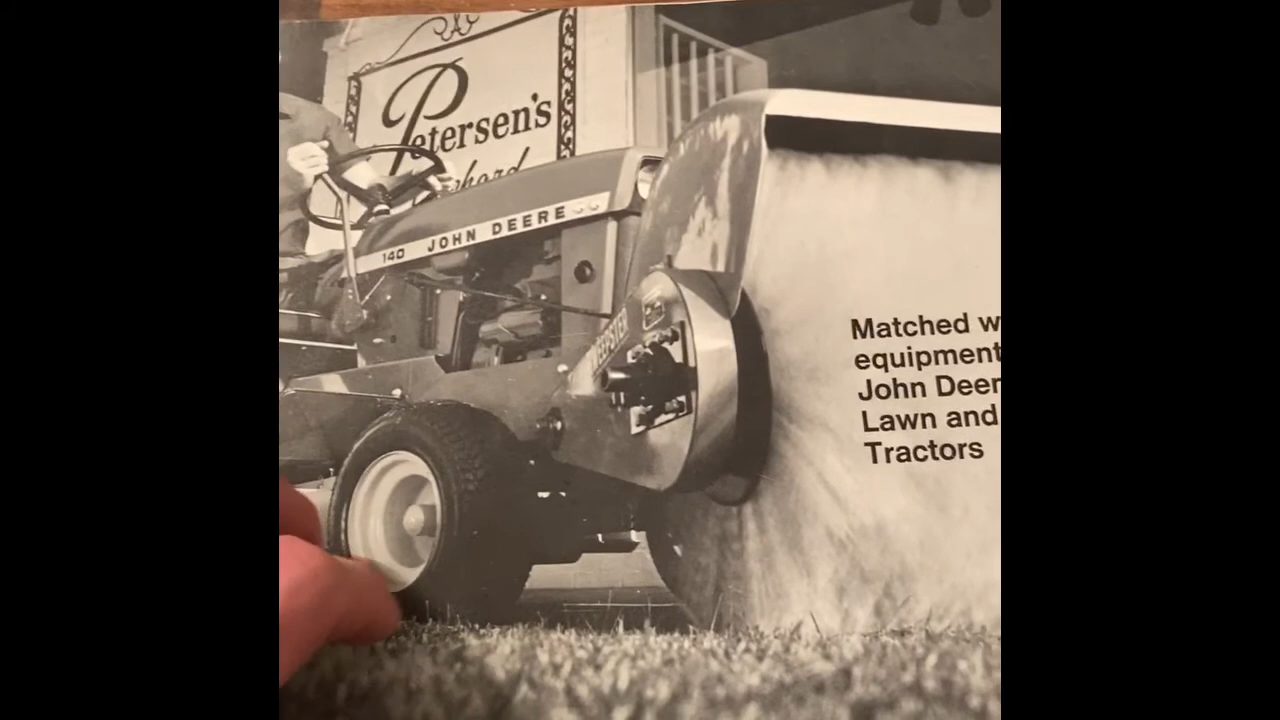 Petersen's
140 JOHN DEERE
Matched w
equipment
John Deer
Lawn and
Tractors